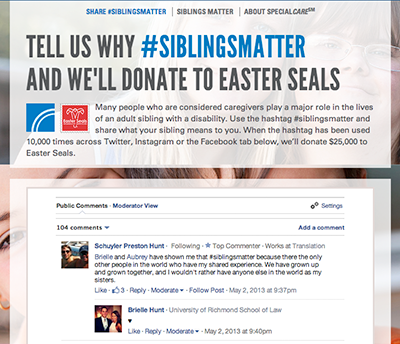 SHARE #SIBLINGSMATTER | SIBLINGS MATTER | ABOUT SPECIALCARE℠
TELL US WHY #SIBLINGSMATTER
AND WE'LL DONATE TO EASTER SEALS
Easter Seals
Many people who are considered caregivers play a major role in the lives
of an adult sibling with a disability. Use the hashtag #siblingsmatter and
share what your sibling means to you. When the hashtag has been used
10,000 times across Twitter, Instagram or the Facebook tab below, we'll donate $25,000 to
Easter Seals.
Public Comments · Moderator View Settings
104 comments Add a comment
Schuyler Preston Hunt · Following · Top Commenter · Works at Translation
Brielle and Aubrey have shown me that #siblingsmatter because there the only
other people in the world who have my shared experience. We have grown up
and grown together, and I wouldn't rather have anyone else in the world as my
sisters.
Like · 3 · Reply · Moderate · Follow Post · May 2, 2013 at 9:37pm
Brielle Hunt · University of Richmond School of Law
♥
Like · Reply · Moderate · May 2, 2013 at 9:40pm